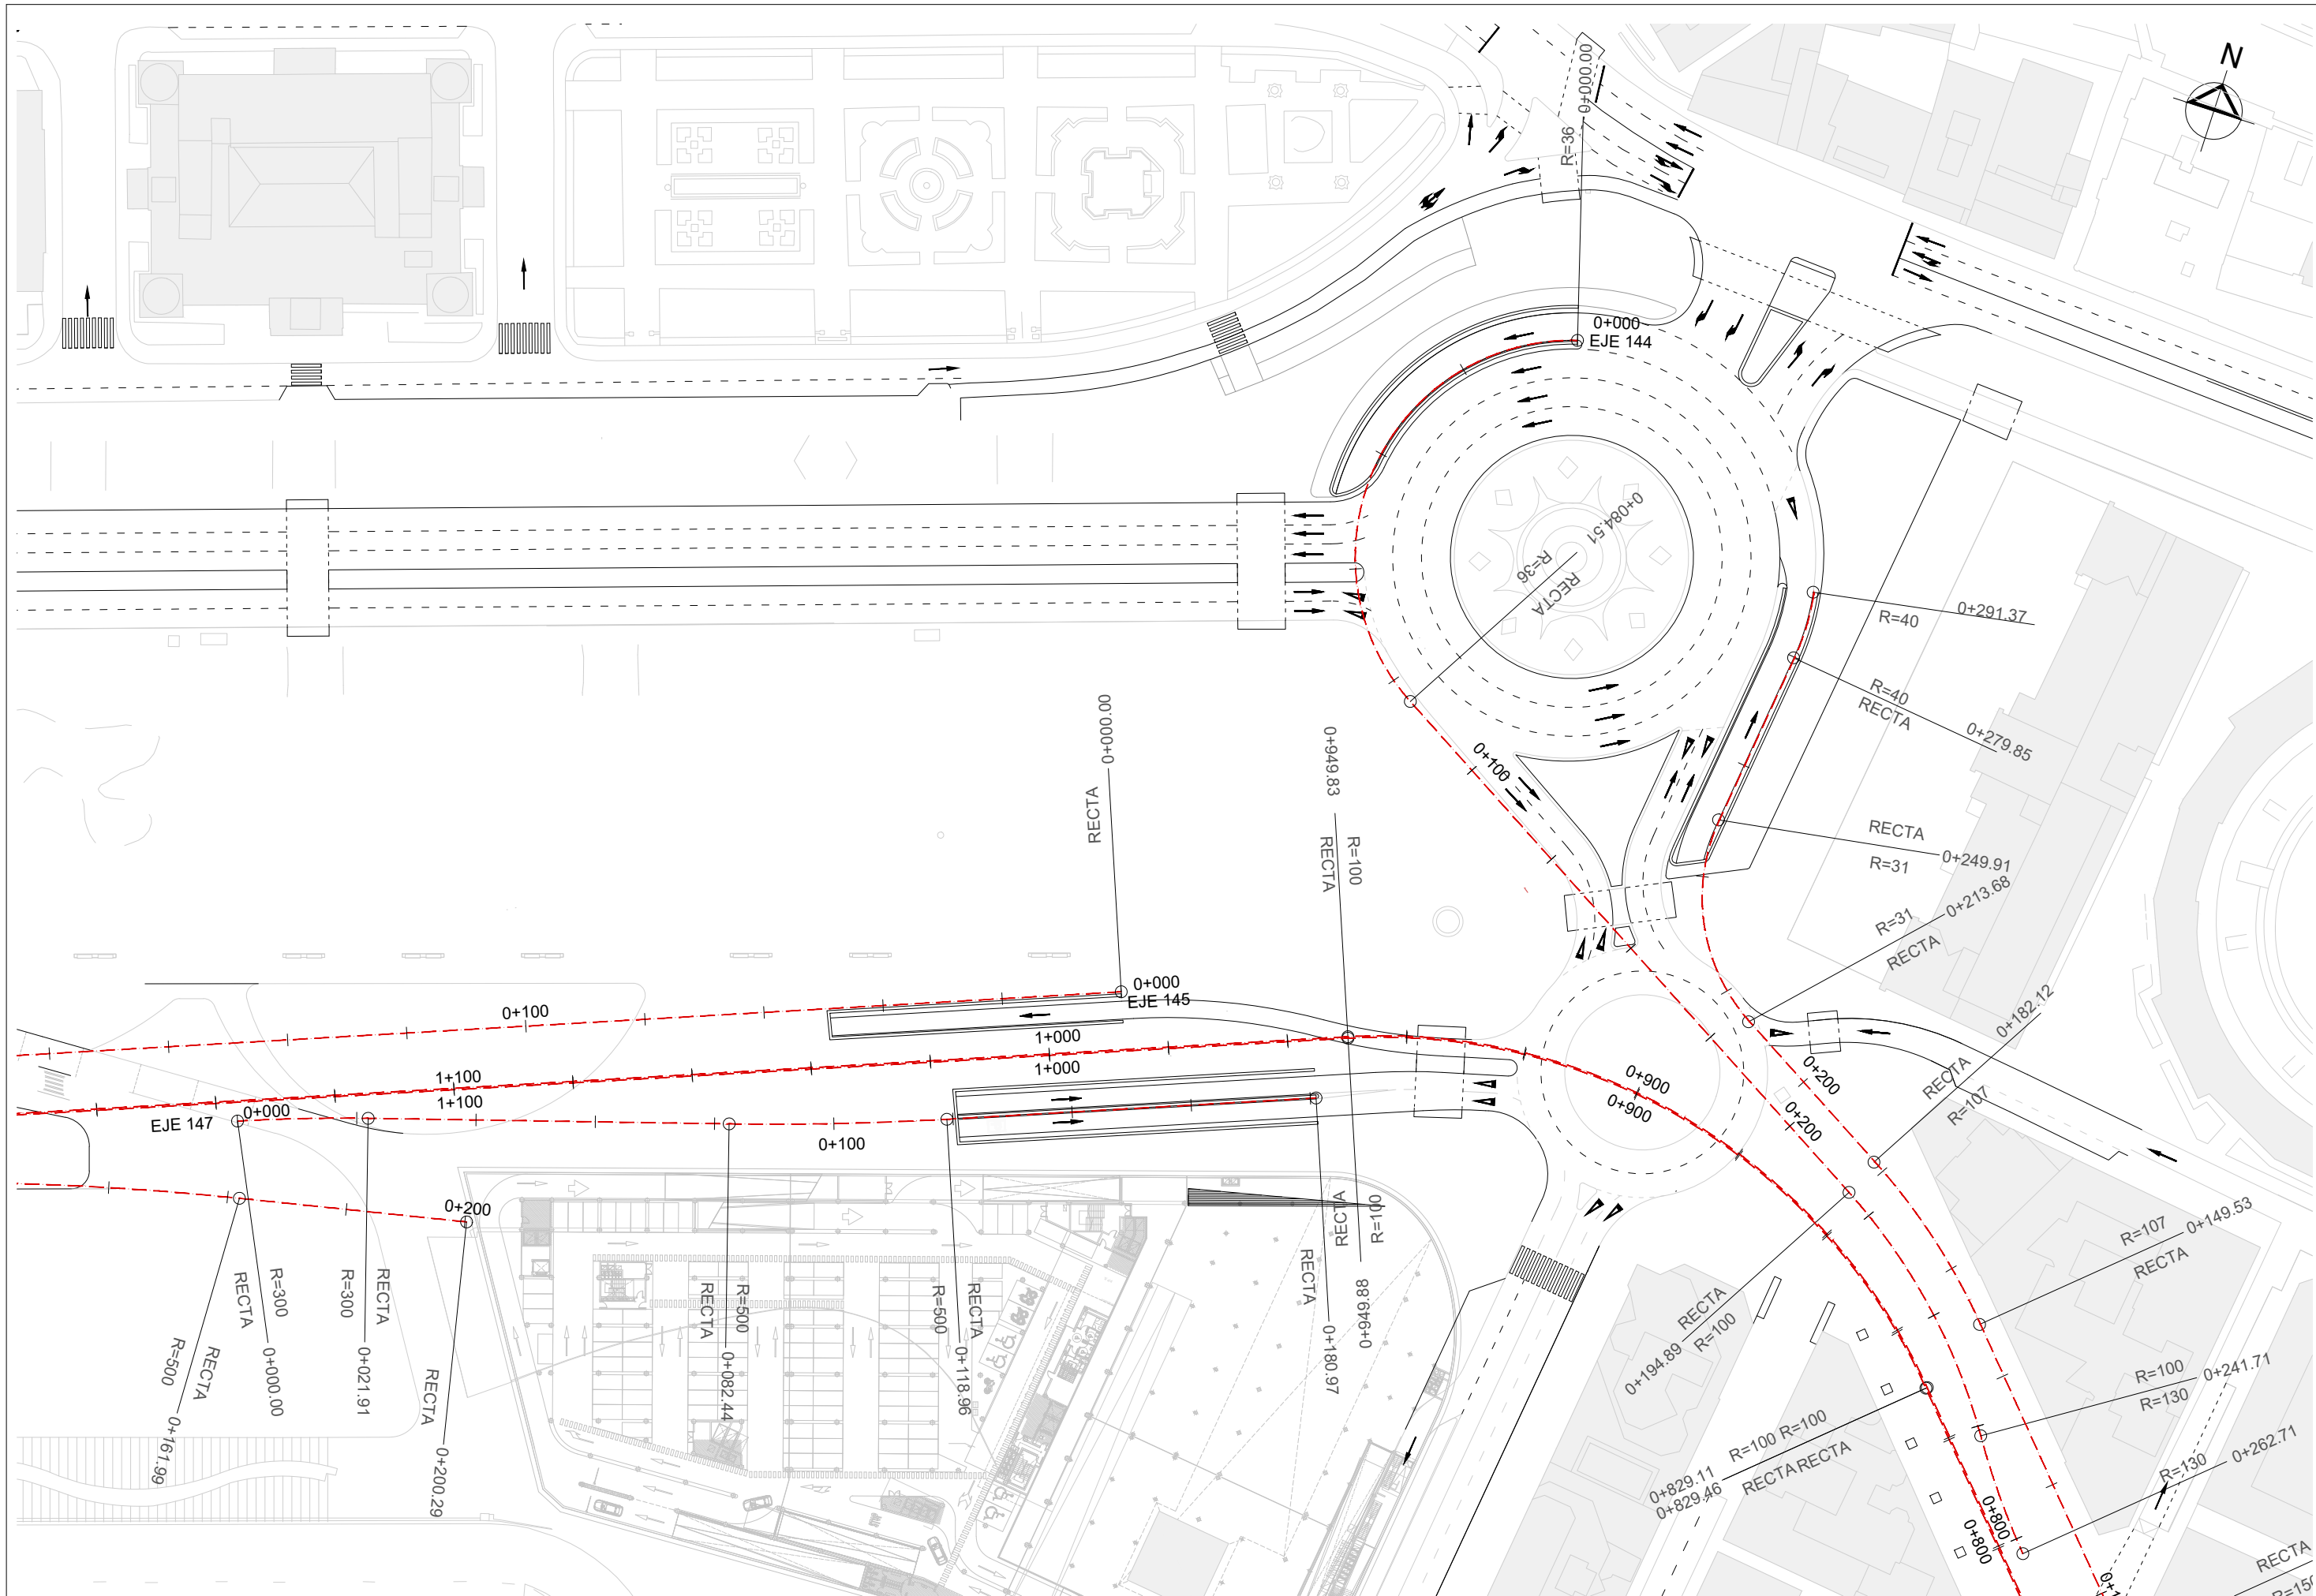 N
0+000.00
R=36
0+000
EJE 144
0+084.51
R=36
RECTA
0+291.37
R=40
R=40
RECTA
0+279.85
0+100
0+000.00
RECTA
0+949.83
R=100
RECTA
RECTA
R=31
0+249.91
R=31
0+213.68
RECTA
0+182.12
RECTA
R=107
0+000
EJE 145
0+100
1+000
1+000
1+100
1+100
0+900
0+900
0+200
0+200
EJE 147
0+000
0+100
0+200
R=107
0+149.53
RECTA
R=100
RECTA
0+949.88
RECTA
0+180.97
R=300
RECTA
0+000.00
RECTA
R=300
0+021.91
R=500
RECTA
0+082.44
RECTA
R=500
0+118.96
RECTA
R=500
0+161.99
RECTA
0+200.29
RECTA
0+194.89
R=100
R=100
0+241.71
R=130
R=130
0+262.71
R=100 R=100
0+829.11
0+829.46
RECTA RECTA
0+800
0+800
0+1
RECTA
R=150